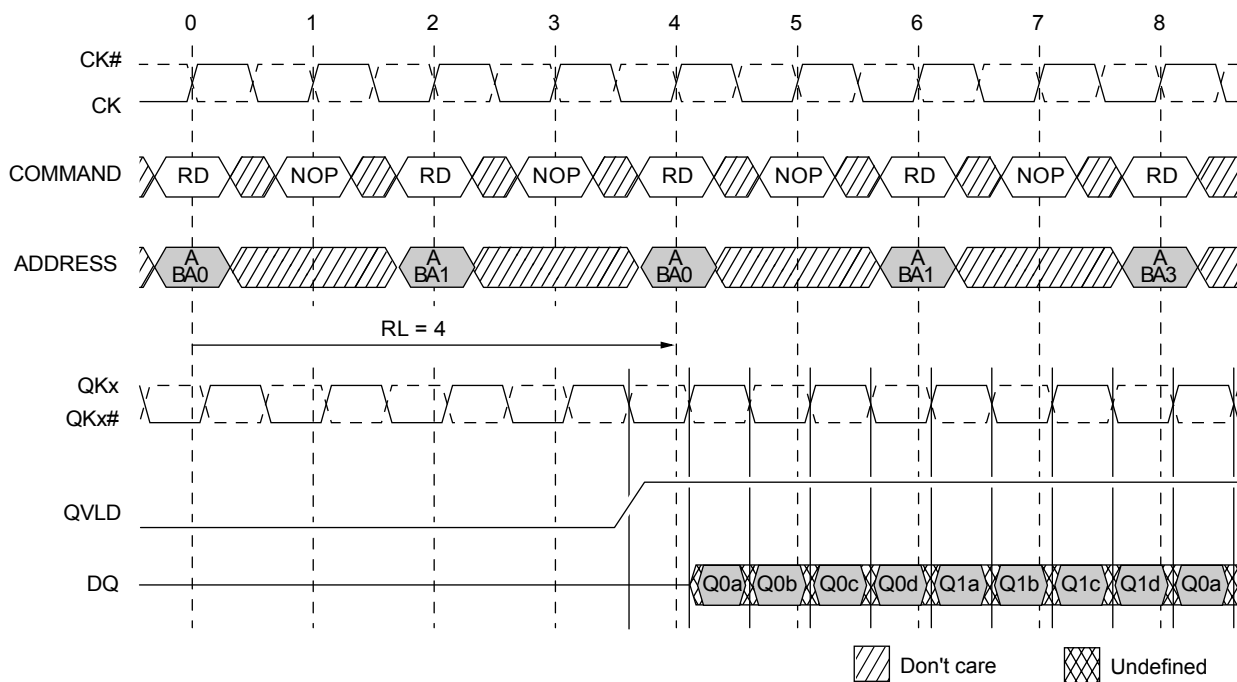 0 1 2 3 4 5 6 7 8
CK#
CK
COMMAND RD NOP RD NOP RD NOP RD NOP RD
ADDRESS A BA0 A BA1 A BA0 A BA1 A BA3
RL = 4
QKx
QKx#
QVLD
DQ Q0a Q0b Q0c Q0d Q1a Q1b Q1c Q1d Q0a
Don't care Undefined